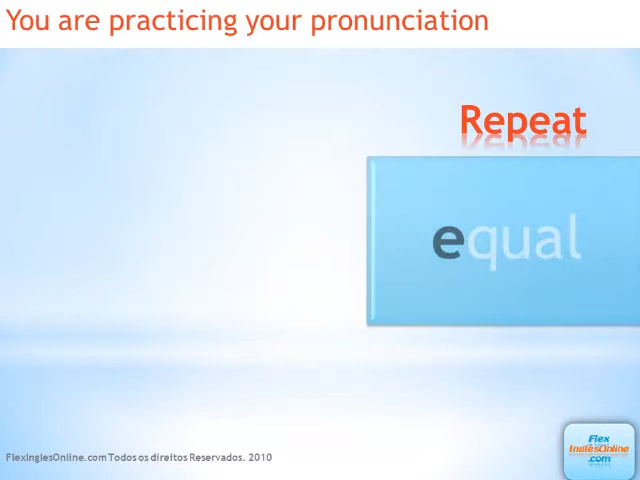 You are practicing your pronunciation
Repeat
equal
FlexInglesOnline.com Todos os direitos Reservados. 2010
Flex
InglêsOnline
.com